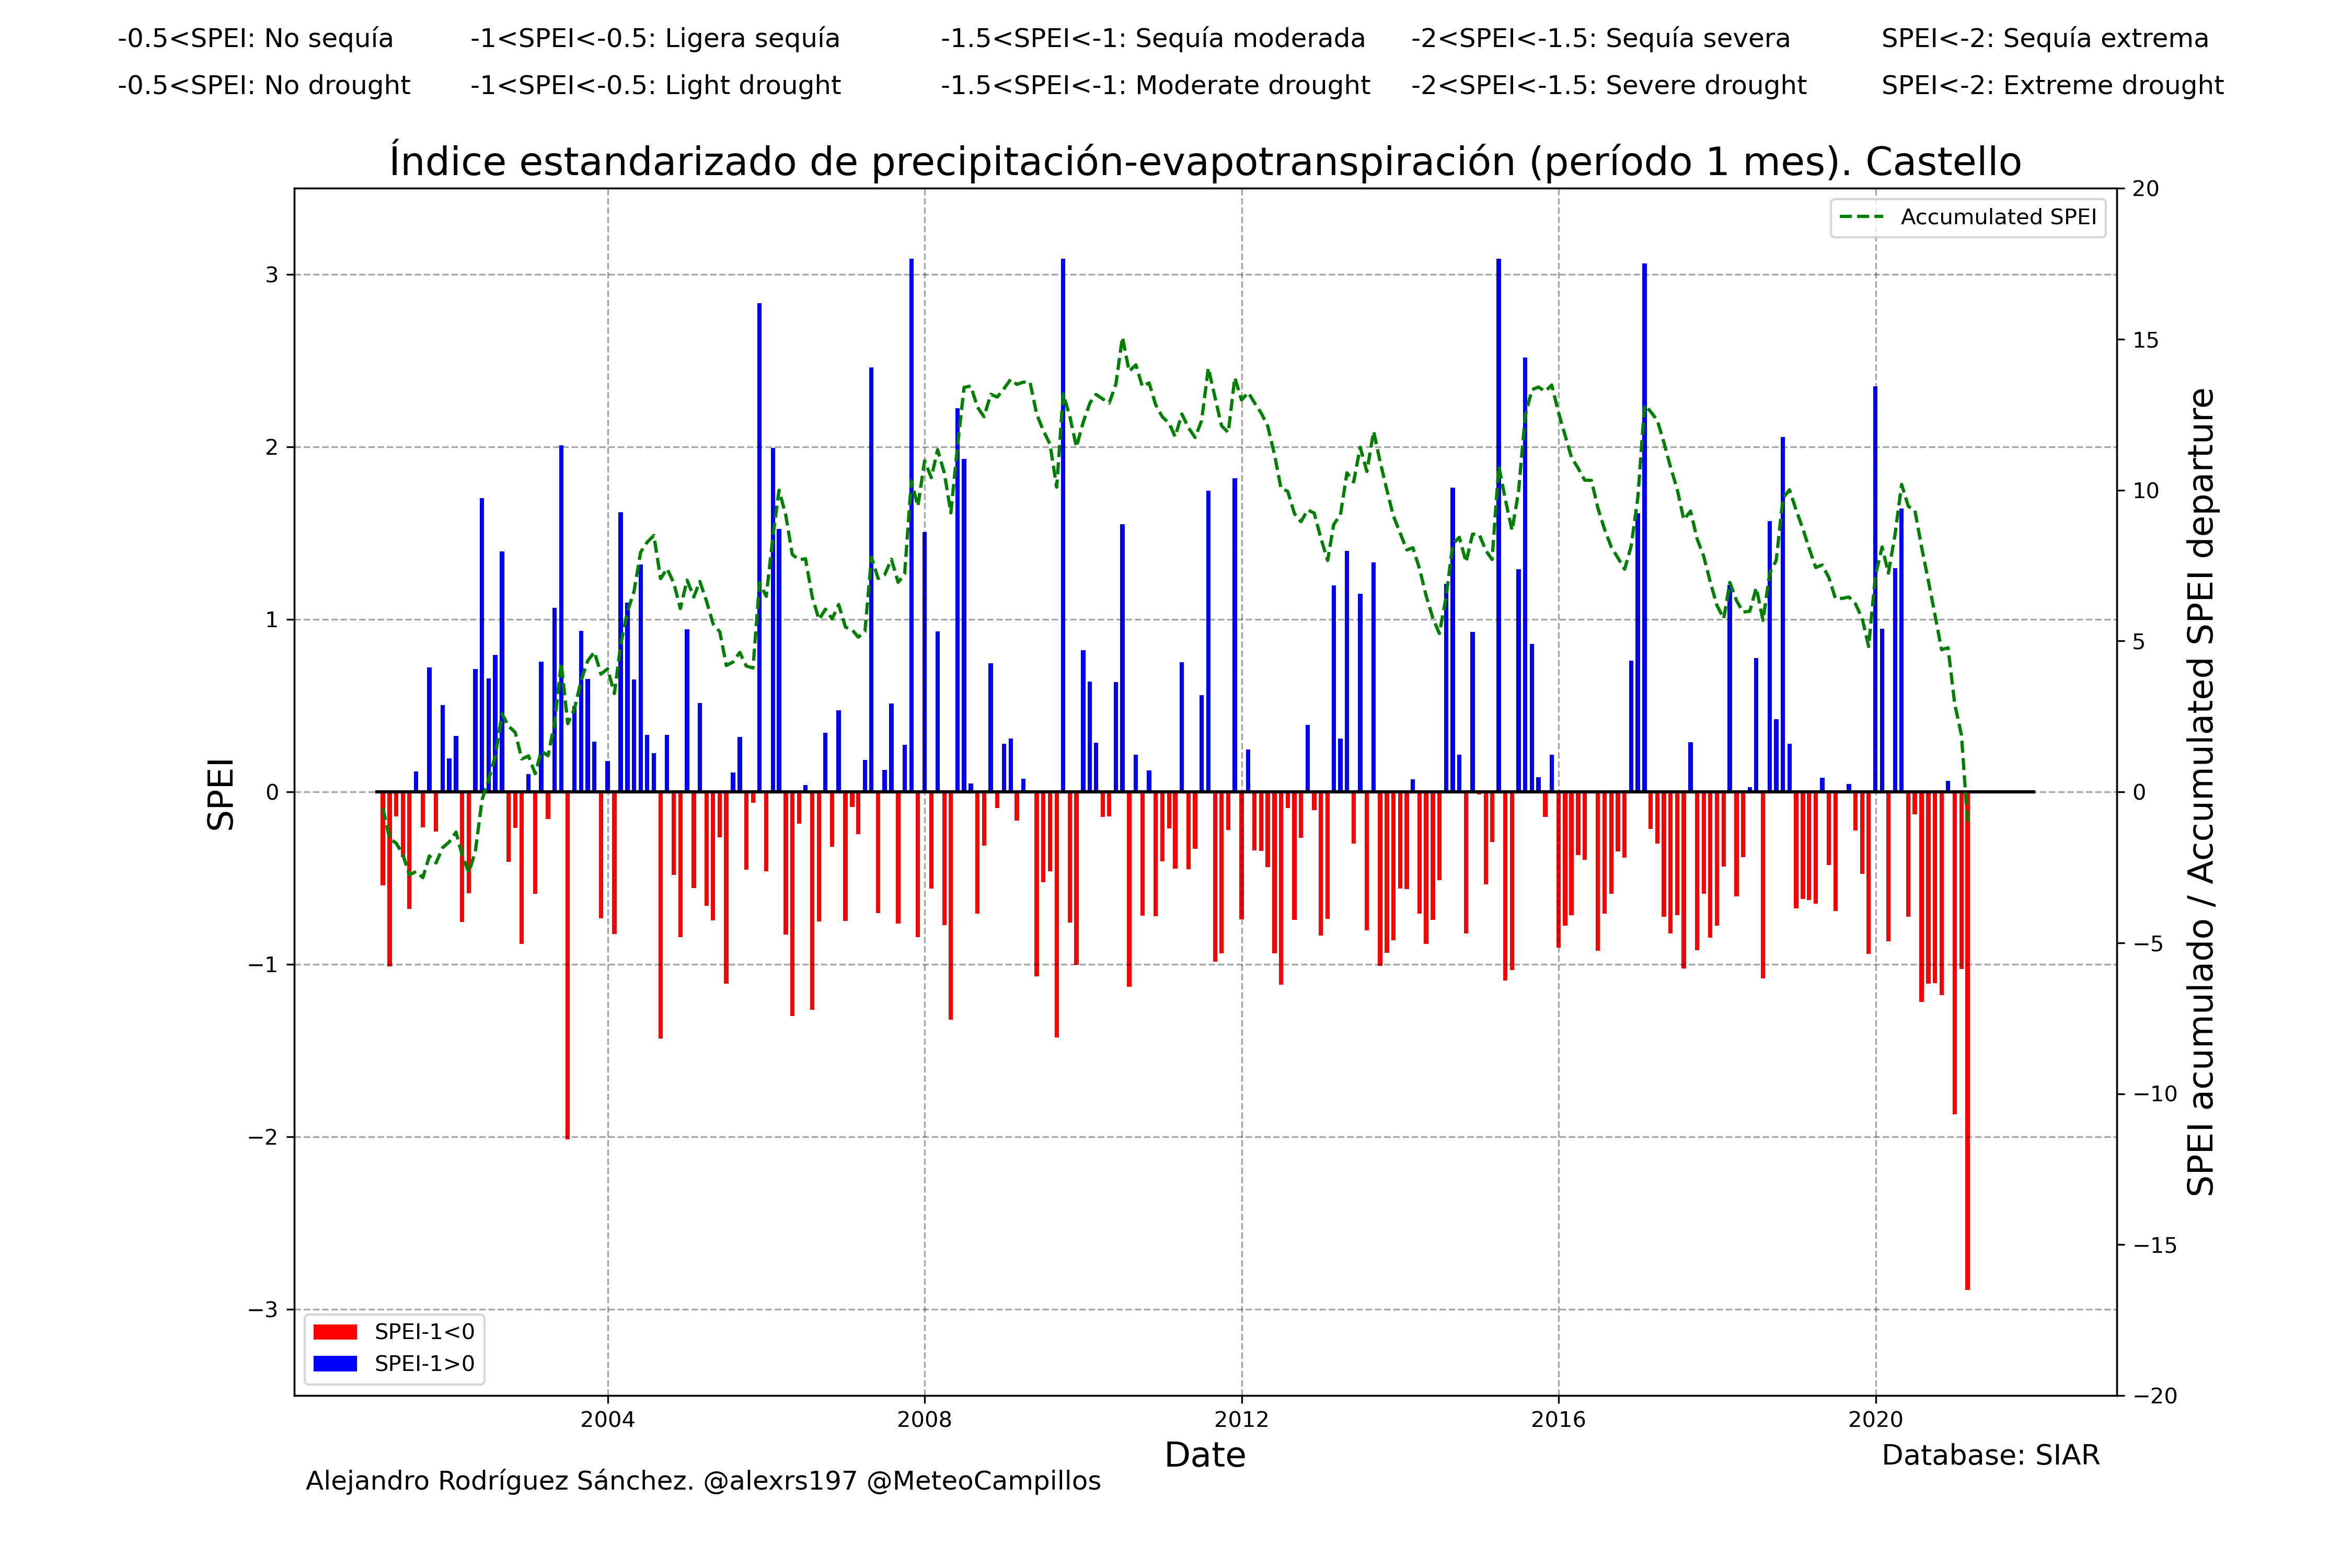 -0.5<SPEI: No sequía -1<SPEI<-0.5: Ligera sequía -1.5<SPEI<-1: Sequía moderada -2<SPEI<-1.5: Sequía severa SPEI<-2: Sequía extrema
-0.5<SPEI: No drought -1<SPEI<-0.5: Light drought -1.5<SPEI<-1: Moderate drought -2<SPEI<-1.5: Severe drought SPEI<-2: Extreme drought
Índice estandarizado de precipitación-evapotranspiración (período 1 mes). Castello
Accumulated SPEI
3
2
1
0
−1
−2
−3
SPEI
20
15
10
5
0
−5
−10
−15
−20
SPEI acumulado / Accumulated SPEI departure
SPEI-1<0
SPEI-1>0
2004 2008 2012 2016 2020
Date
Database: SIAR
Alejandro Rodríguez Sánchez. @alexrs197 @MeteoCampillos